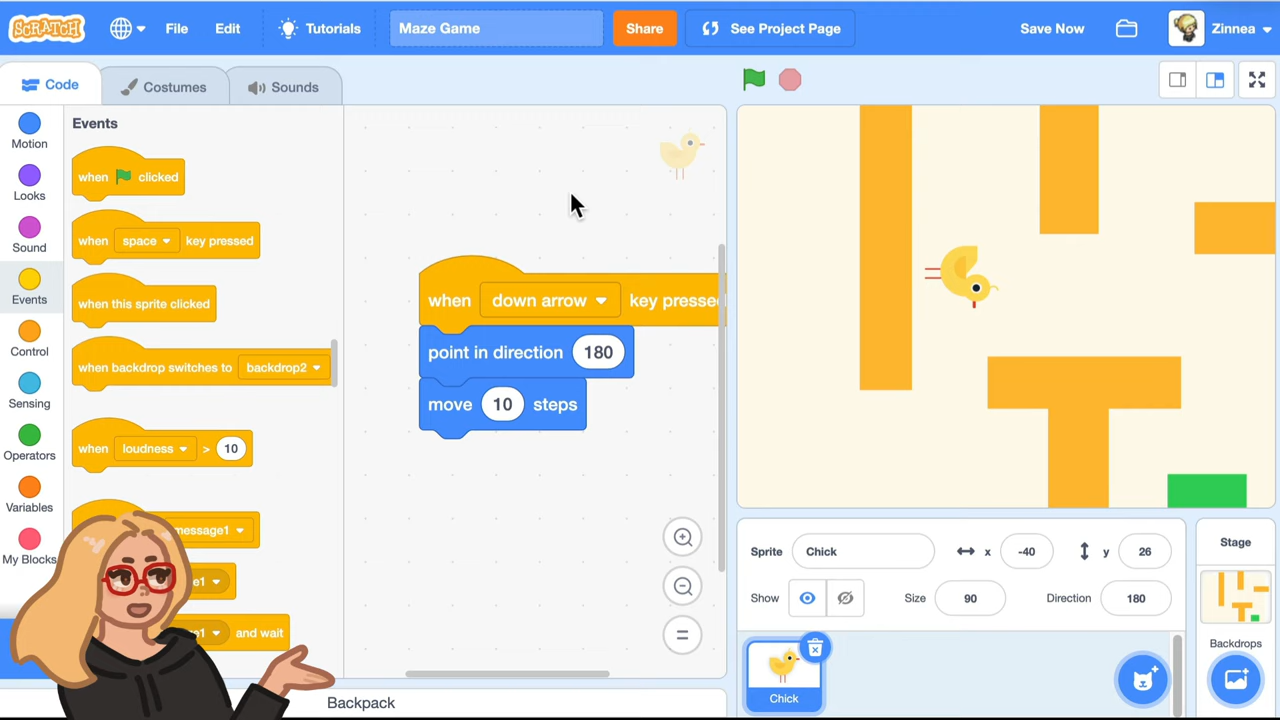 SCRATCH
File
Edit
Tutorials
Maze Game
Share
See Project Page
Save Now
Zinnea
Code
Costumes
Sounds
Motion
Looks
Sound
Events
Control
Sensing
Operators
Variables
My Blocks
Events
when clicked
when space key pressed
when this sprite clicked
when backdrop switches to backdrop2
when loudness > 10
message1
and wait
when down arrow key pressed
point in direction 180
move 10 steps
Backpack
Sprite Chick x -40 y 26
Show Size 90 Direction 180
Chick
Stage
Backdrops